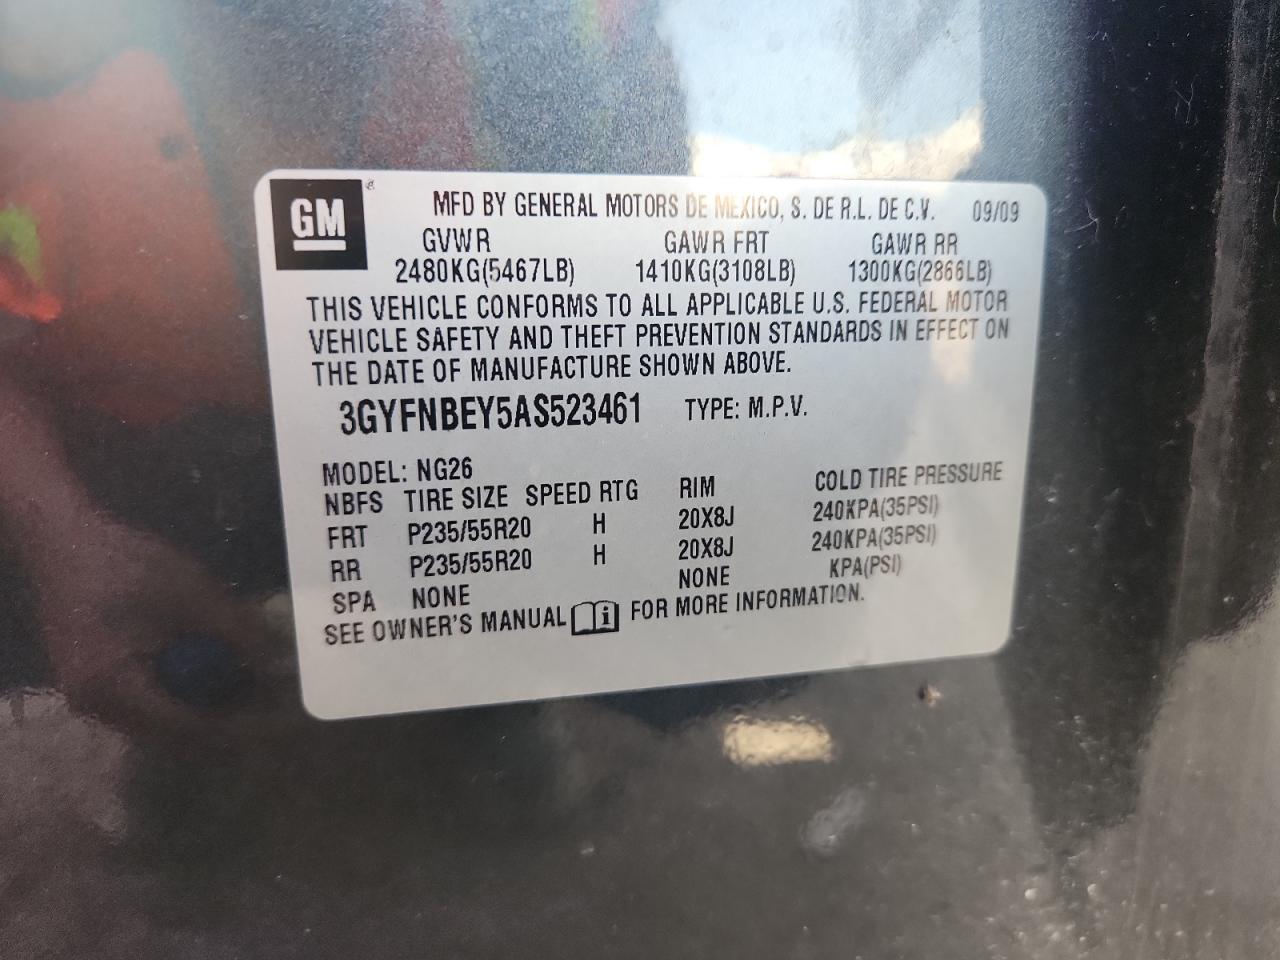 GM
MFD BY GENERAL MOTORS DE MEXICO, S. DE R.L. DE C.V. 09/09
GVWR GAWR FRT GAWR RR
2480KG(5467LB) 1410KG(3108LB) 1300KG(2866LB)
THIS VEHICLE CONFORMS TO ALL APPLICABLE U.S. FEDERAL MOTOR
VEHICLE SAFETY AND THEFT PREVENTION STANDARDS IN EFFECT ON
THE DATE OF MANUFACTURE SHOWN ABOVE.
3GYFNBEY5AS523461 TYPE: M.P.V.
MODEL: NG26
NBFS TIRE SIZE SPEED RTG RIM COLD TIRE PRESSURE
FRT P235/55R20 H 20X8J 240KPA(35PSI)
RR P235/55R20 H 20X8J 240KPA(35PSI)
SPA NONE NONE KPA(PSI)
SEE OWNER'S MANUAL i FOR MORE INFORMATION.